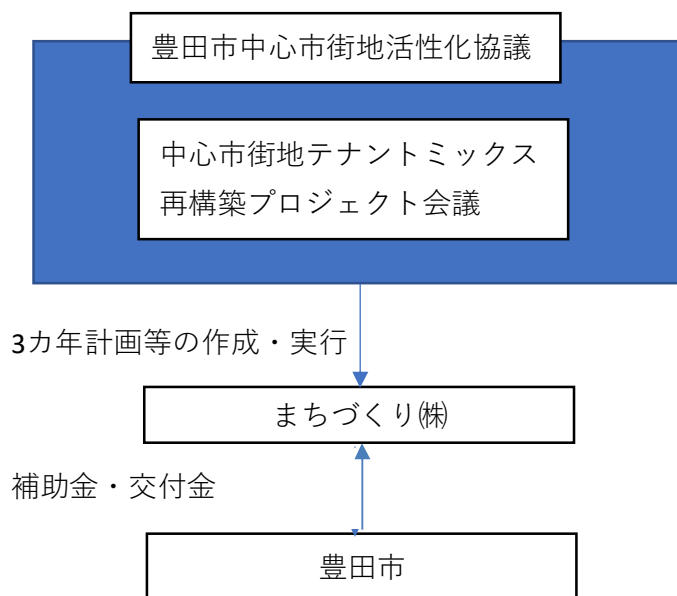 豊田市中心市街地活性化協議
中心市街地テナントミックス
再構築プロジェクト会議
3カ年計画等の作成・実行
まちづくり㈱
補助金・交付金
豊田市